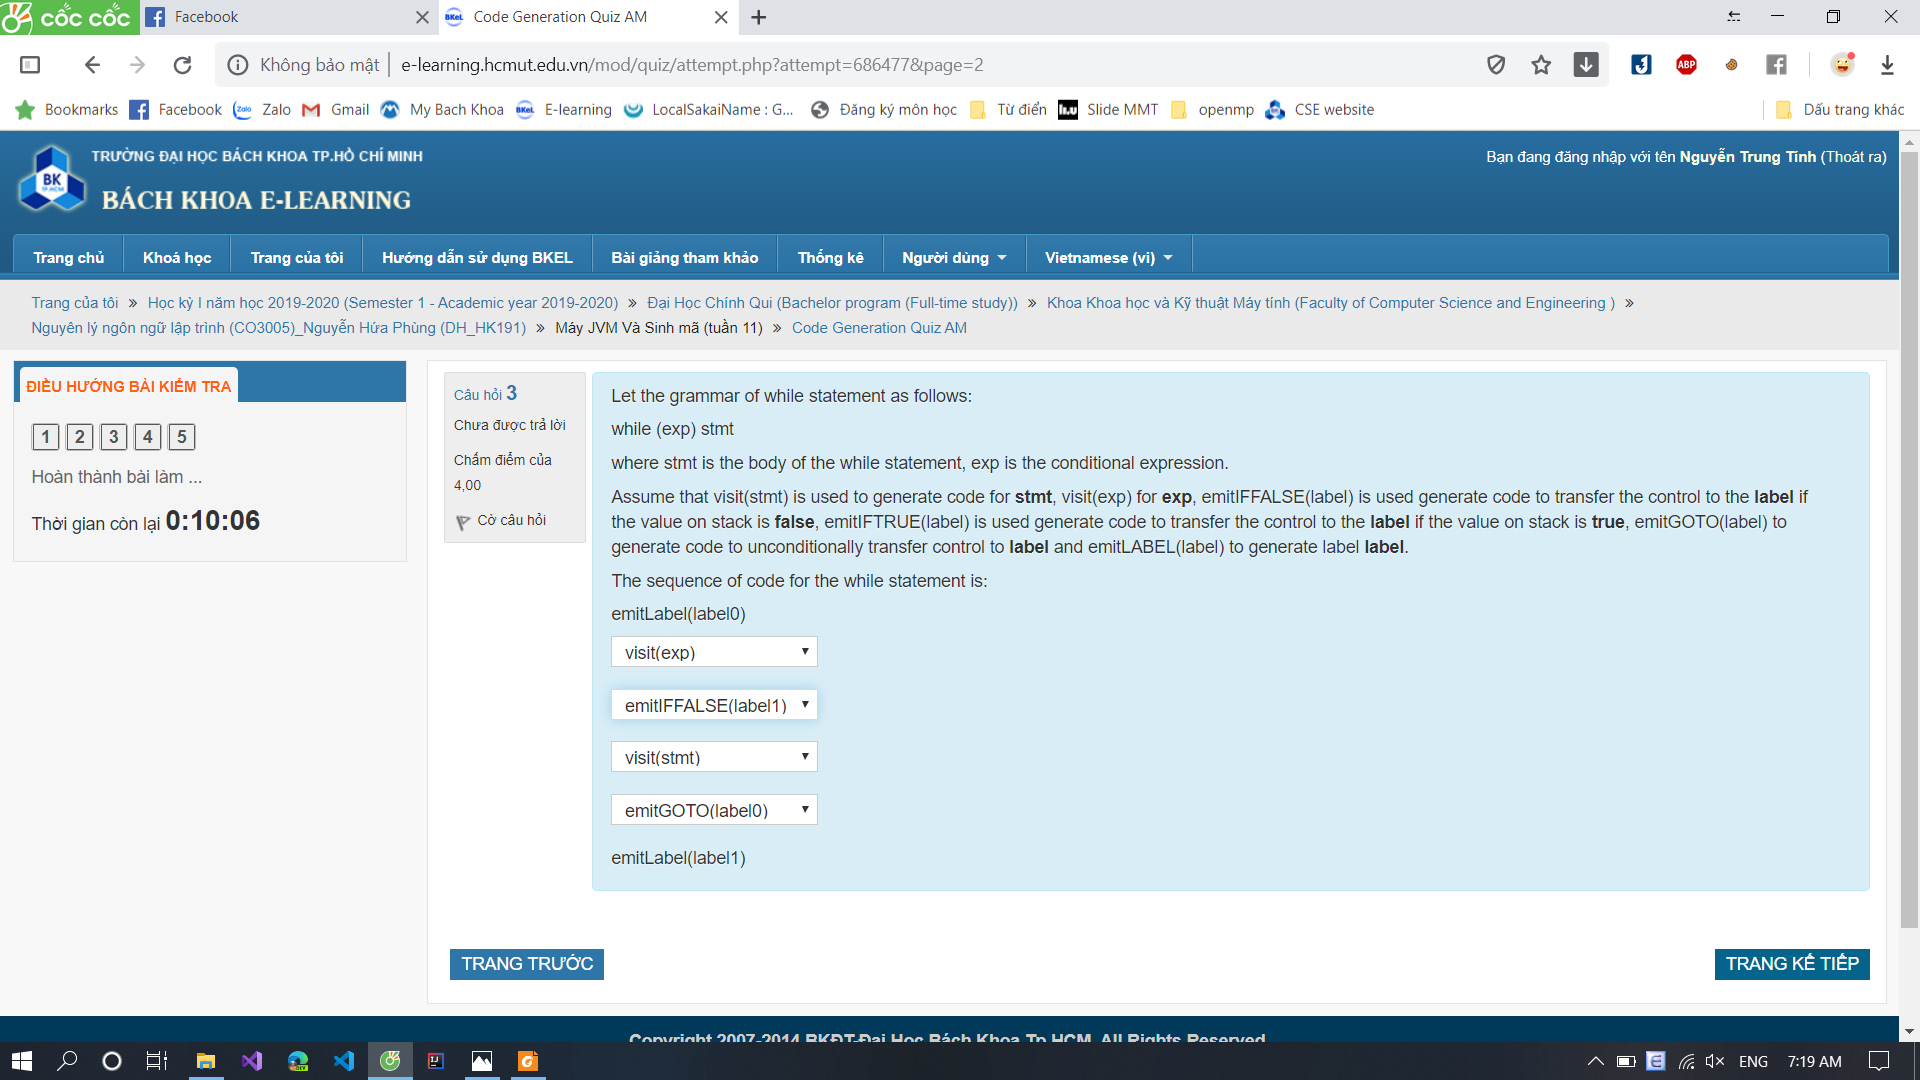 cốc cốc
Facebook
Code Generation Quiz AM
Không bảo mật
e-learning.hcmut.edu.vn/mod/quiz/attempt.php?attempt=686477&page=2
ABP
Bookmarks Facebook Zalo Gmail My Bach Khoa E-learning LocalSakaiName : G... Đăng ký môn học Từ điển Slide MMT openmp CSE website Dấu trang khác
TRƯỜNG ĐẠI HỌC BÁCH KHOA TP.HỒ CHÍ MINH
BÁCH KHOA E-LEARNING
BK
TP.HCM
Bạn đang đăng nhập với tên Nguyễn Trung Tính (Thoát ra)
Trang chủ Khoá học Trang của tôi Hướng dẫn sử dụng BKEL Bài giảng tham khảo Thống kê Người dùng Vietnamese (vi)
Trang của tôi » Học kỳ I năm học 2019-2020 (Semester 1 - Academic year 2019-2020) » Đại Học Chính Qui (Bachelor program (Full-time study)) » Khoa Khoa học và Kỹ thuật Máy tính (Faculty of Computer Science and Engineering ) »
Nguyên lý ngôn ngữ lập trình (CO3005)_Nguyễn Hứa Phùng (DH_HK191) » Máy JVM Và Sinh mã (tuần 11) » Code Generation Quiz AM
ĐIỀU HƯỚNG BÀI KIỂM TRA
1 2 3 4 5
Hoàn thành bài làm ...
Thời gian còn lại 0:10:06
Câu hỏi 3
Chưa được trả lời
Chấm điểm của
4,00
Cờ câu hỏi
Let the grammar of while statement as follows:
while (exp) stmt
where stmt is the body of the while statement, exp is the conditional expression.
Assume that visit(stmt) is used to generate code for stmt, visit(exp) for exp, emitIFFALSE(label) is used generate code to transfer the control to the label if
the value on stack is false, emitIFTRUE(label) is used generate code to transfer the control to the label if the value on stack is true, emitGOTO(label) to
generate code to unconditionally transfer control to label and emitLABEL(label) to generate label label.
The sequence of code for the while statement is:
emitLabel(label0)
visit(exp)
emitIFFALSE(label1)
visit(stmt)
emitGOTO(label0)
emitLabel(label1)
TRANG TRƯỚC
TRANG KẾ TIẾP
Copyright 2007-2014 BKĐT-Đại Học Bách Khoa Tp.HCM. All Rights Reserved
ENG
7:19 AM